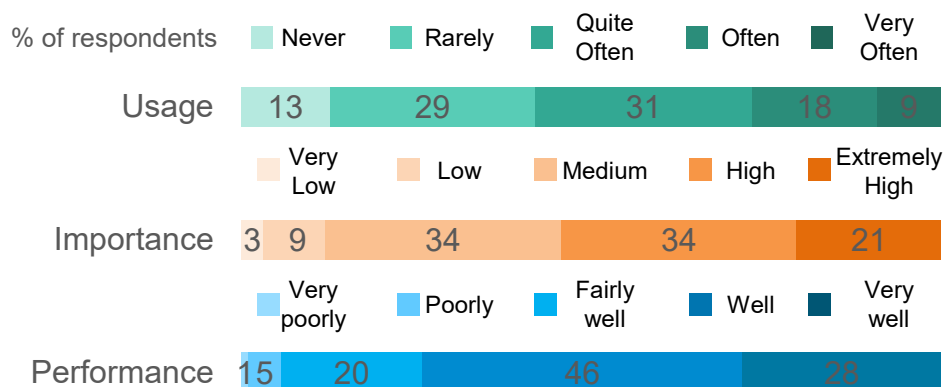 % of respondents Never Rarely Quite Often Often Very Often
Usage 13 29 31 18 9
Very Low Low Medium High Extremely High
Importance 3 9 34 34 21
Very poorly Poorly Fairly well Well Very well
Performance 1 5 20 46 28